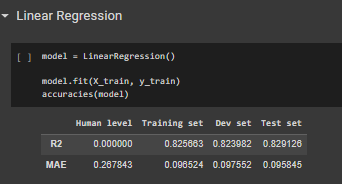 Linear Regression
[ ] model = LinearRegression()
model.fit(X_train, y_train)
accuracies(model)
Human level Training set Dev set Test set
R2 0.000000 0.825663 0.823982 0.829126
MAE 0.267843 0.096524 0.097552 0.095845